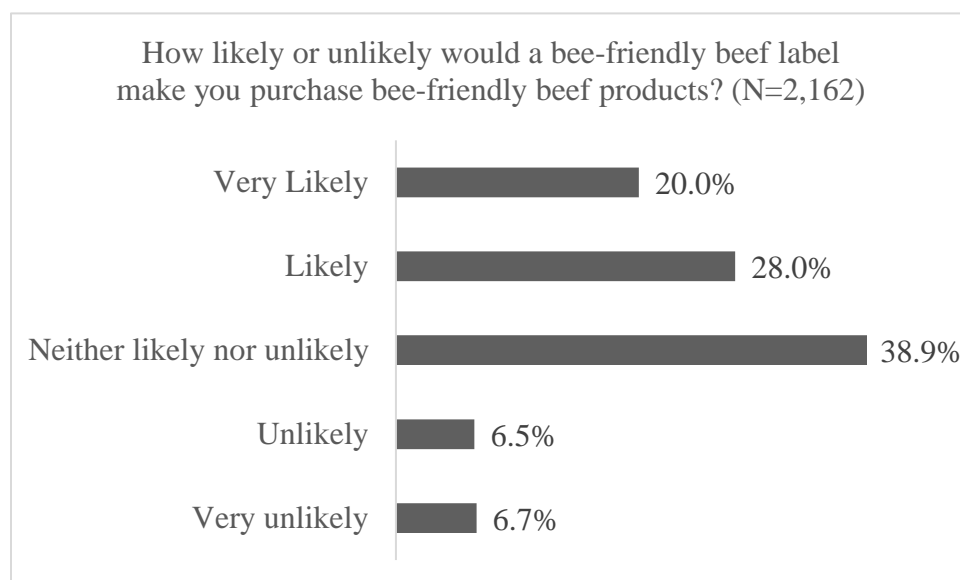 How likely or unlikely would a bee-friendly beef label
make you purchase bee-friendly beef products? (N=2,162)
Very Likely 20.0%
Likely 28.0%
Neither likely nor unlikely 38.9%
Unlikely 6.5%
Very unlikely 6.7%